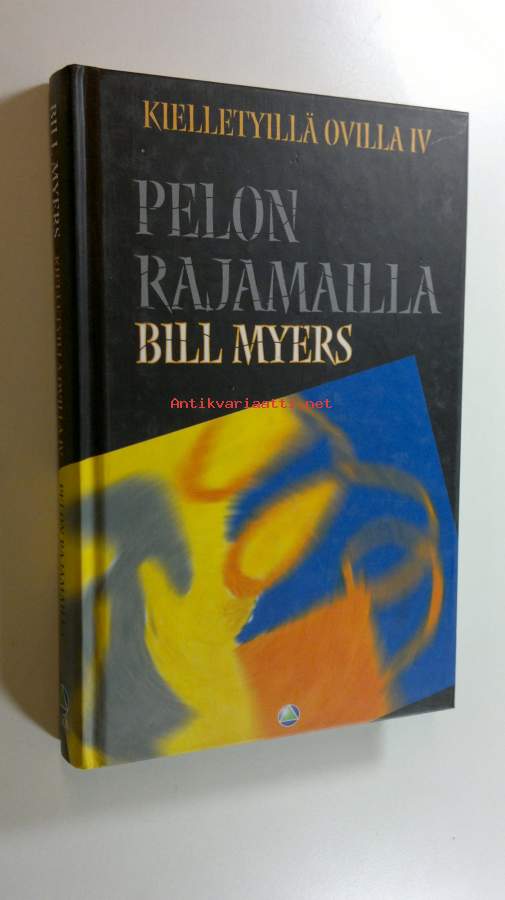 KIELLETYILLÄ OVILLA IV
PELON
RAJAMAILLA
BILL MYERS
Antikvariaatti.net
BILL MYERS KIELLETYILLÄ OVILLA IV PELON RAJAMAILLA